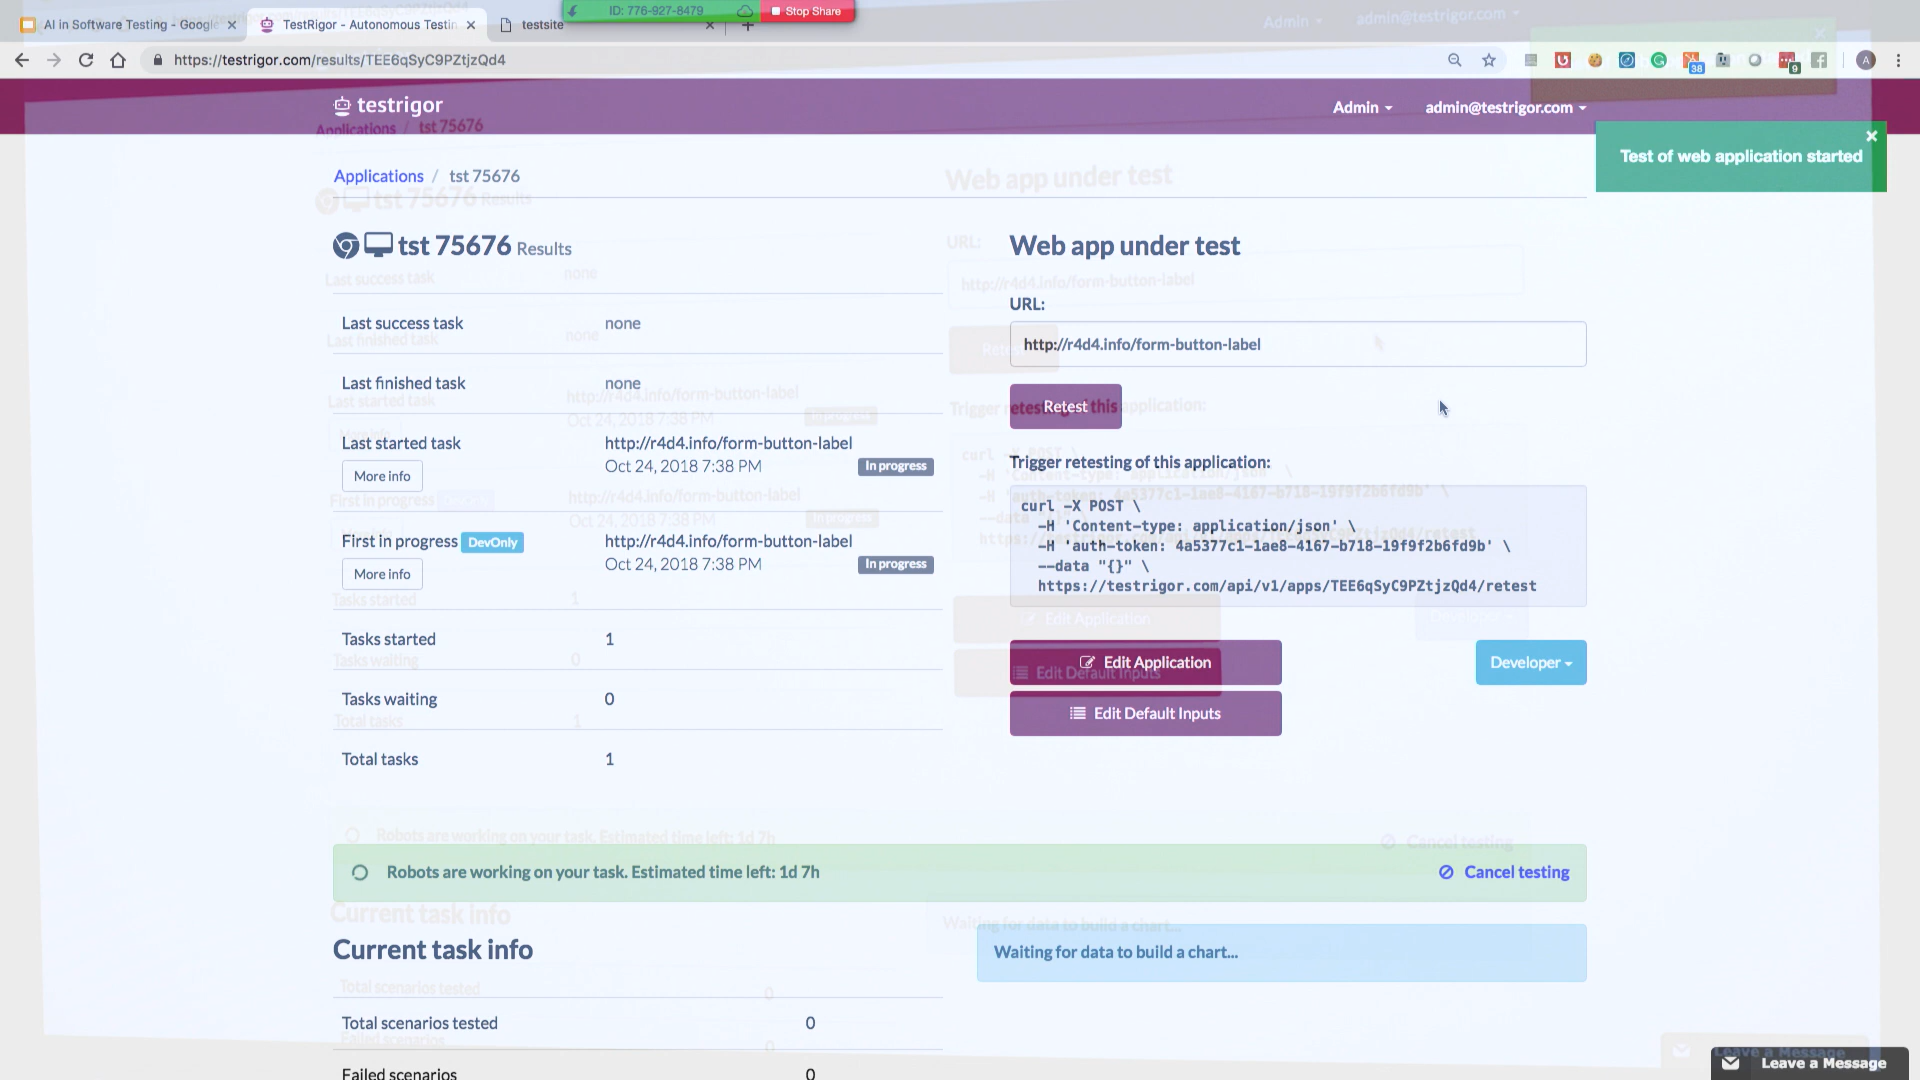 ID: 776-927-8479
Stop Share
AI in Software Testing - Google
TestRigor - Autonomous Testin
testsite
https://testrigor.com/results/TEE6qSyC9PZtjzQd4
38
9
A
testrigor
Admin
admin@testrigor.com
Test of web application started
Applications / tst 75676
tst 75676 Results
Web app under test
URL:
http://r4d4.info/form-button-label
Last success task
none
Last finished task
none
Retest
Last started task
http://r4d4.info/form-button-label
Oct 24, 2018 7:38 PM
In progress
More info
Trigger retesting of this application:
curl -X POST \
-H 'Content-type: application/json' \
-H 'auth-token: 4a5377c1-1ae8-4167-b718-19f9f2b6fd9b' \
--data "{}" \
https://testrigor.com/api/v1/apps/TEE6qSyC9PZtjzQd4/retest
First in progress DevOnly
http://r4d4.info/form-button-label
Oct 24, 2018 7:38 PM
In progress
More info
Tasks started
1
Edit Application
Developer
Tasks waiting
0
Edit Default Inputs
Total tasks
1
Robots are working on your task. Estimated time left: 1d 7h
Cancel testing
Current task info
Waiting for data to build a chart...
Total scenarios tested
0
Failed scenarios
0
Leave a Message